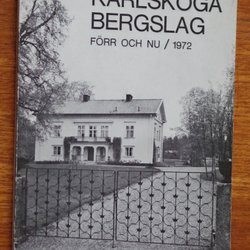 KARLSKOGA
BERGSLAG
FÖRR OCH NU / 1972